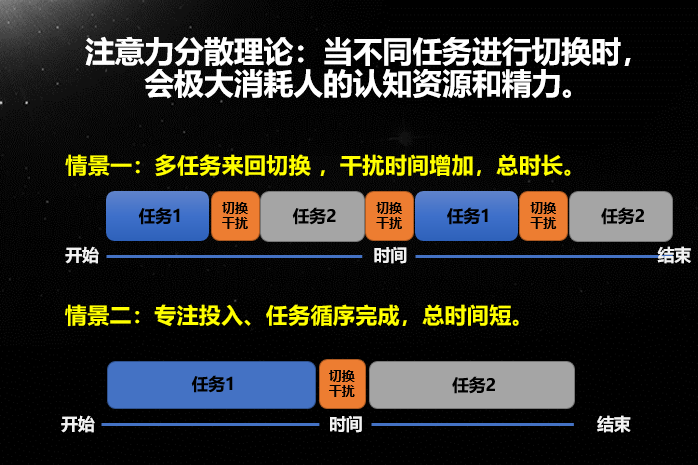 注意力分散理论：当不同任务进行切换时，
会极大消耗人的认知资源和精力。
情景一：多任务来回切换 ，干扰时间增加，总时长。
任务1 切换干扰 任务2 切换干扰 任务1 切换干扰 任务2
开始 时间 结束
情景二：专注投入、任务循序完成，总时间短。
任务1 切换干扰 任务2
开始 时间 结束